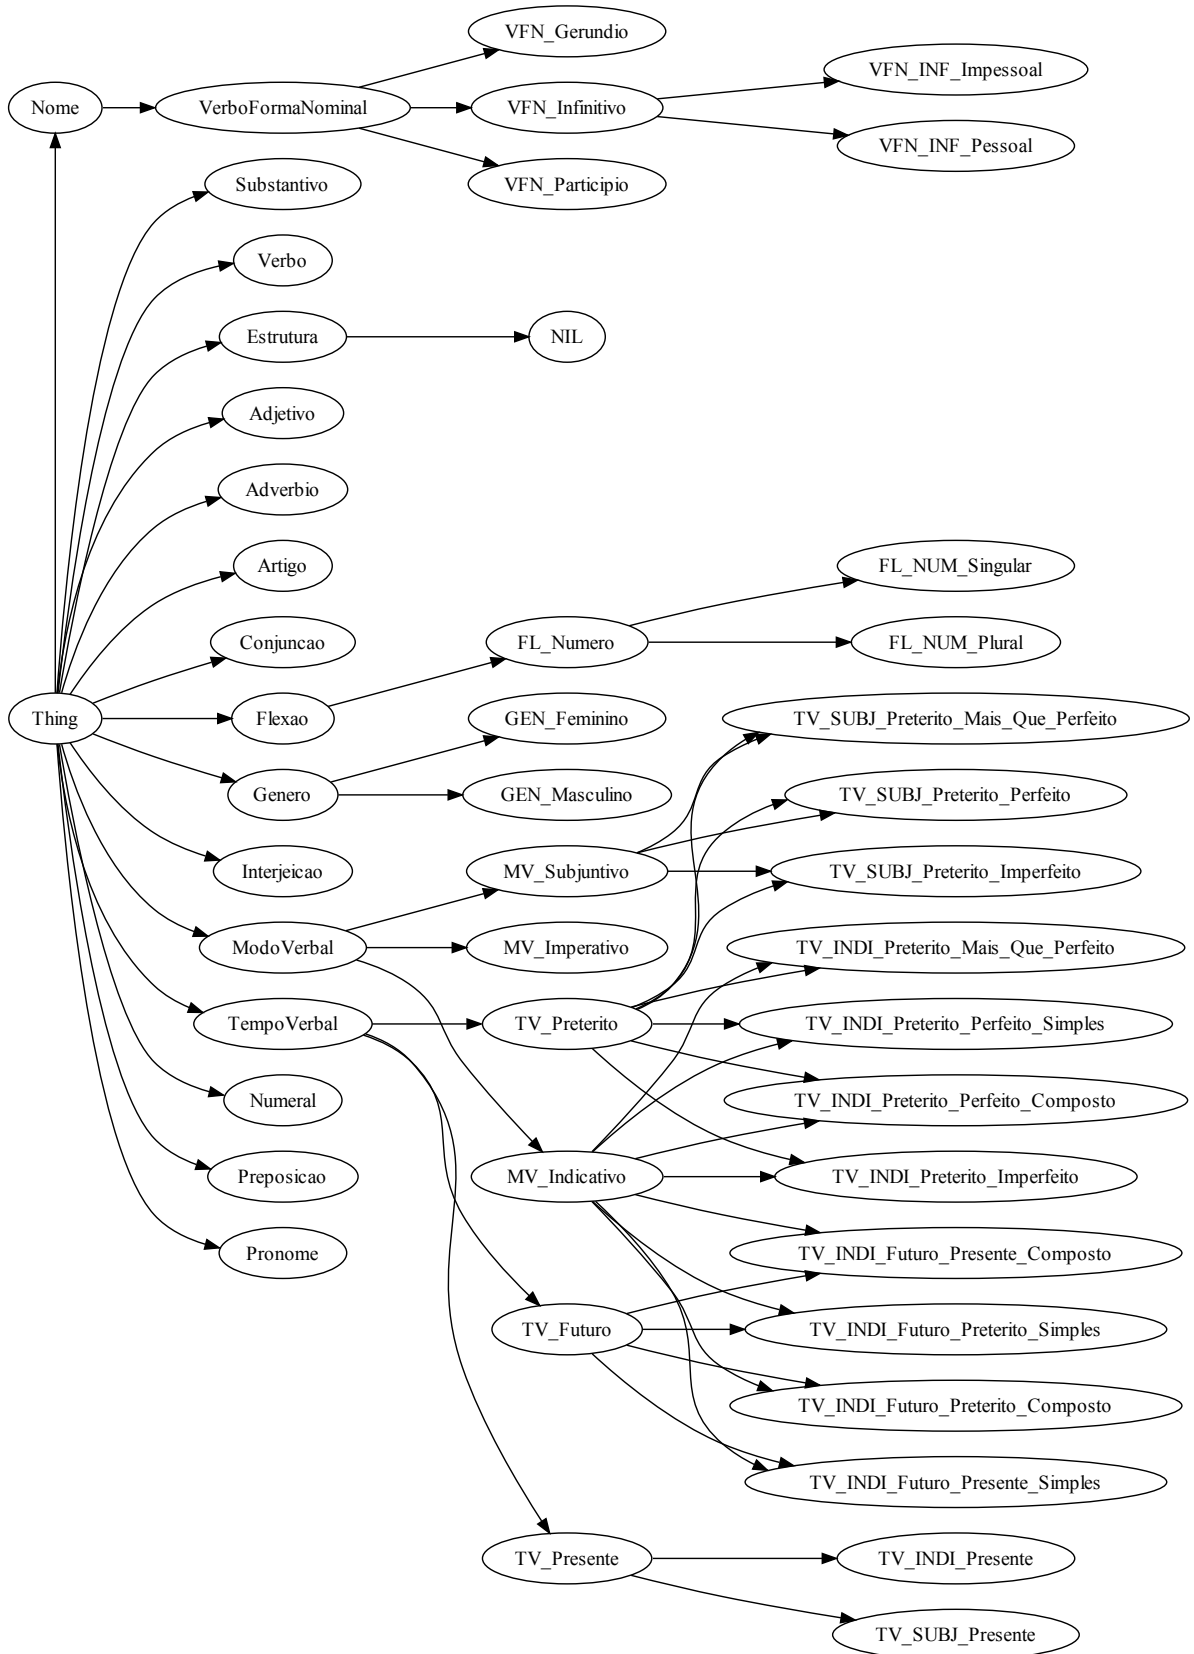 VFN_Gerundio
VFN_INF_Impessoal
Nome
VerboFormaNominal
VFN_Infinitivo
VFN_INF_Pessoal
Substantivo
VFN_Participio
Verbo
Estrutura
NIL
Adjetivo
Adverbio
Artigo
FL_NUM_Singular
Conjuncao
FL_Numero
FL_NUM_Plural
Thing
Flexao
GEN_Feminino
TV_SUBJ_Preterito_Mais_Que_Perfeito
Genero
GEN_Masculino
TV_SUBJ_Preterito_Perfeito
Interjeicao
MV_Subjuntivo
TV_SUBJ_Preterito_Imperfeito
ModoVerbal
MV_Imperativo
TV_INDI_Preterito_Mais_Que_Perfeito
TempoVerbal
TV_Preterito
TV_INDI_Preterito_Perfeito_Simples
Numeral
TV_INDI_Preterito_Perfeito_Composto
Preposicao
MV_Indicativo
TV_INDI_Preterito_Imperfeito
Pronome
TV_INDI_Futuro_Presente_Composto
TV_Futuro
TV_INDI_Futuro_Preterito_Simples
TV_INDI_Futuro_Preterito_Composto
TV_INDI_Futuro_Presente_Simples
TV_Presente
TV_INDI_Presente
TV_SUBJ_Presente